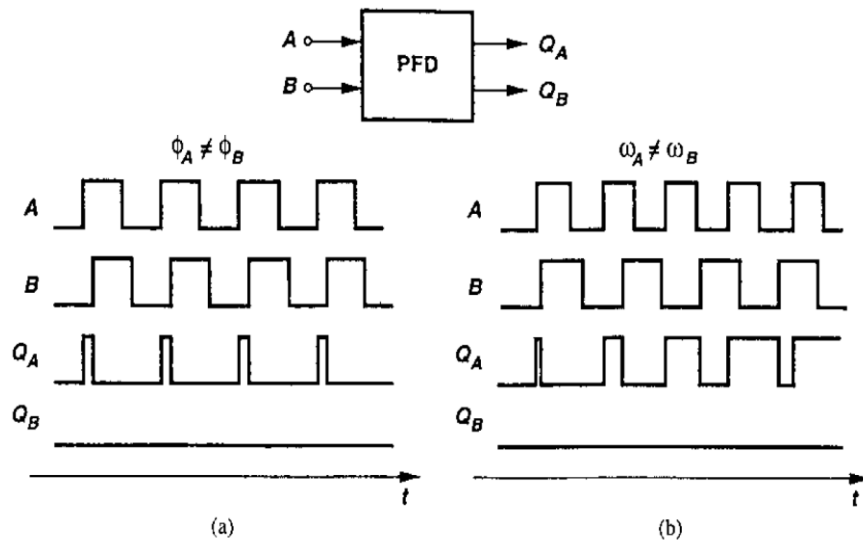 A
PFD
Q_A
B
Q_B
ϕ_A ≠ ϕ_B
A
B
Q_A
Q_B
t
(a)
ω_A ≠ ω_B
A
B
Q_A
Q_B
t
(b)